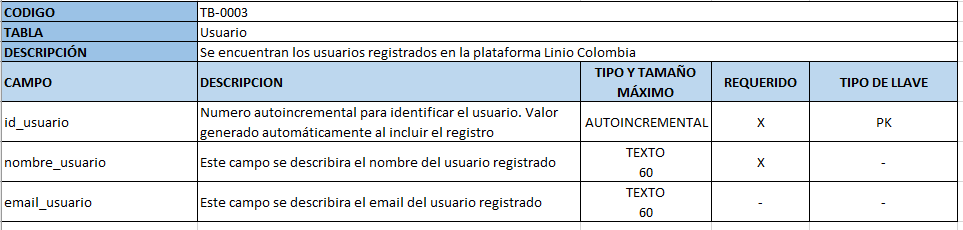 CODIGO TB-0003
TABLA Usuario
DESCRIPCIÓN Se encuentran los usuarios registrados en la plataforma Linio Colombia
CAMPO DESCRIPCION TIPO Y TAMAÑO MÁXIMO REQUERIDO TIPO DE LLAVE
id_usuario Numero autoincremental para identificar el usuario. Valor generado automáticamente al incluir el registro AUTOINCREMENTAL X PK
nombre_usuario Este campo se describira el nombre del usuario registrado TEXTO 60 X -
email_usuario Este campo se describira el email del usuario registrado TEXTO 60 - -